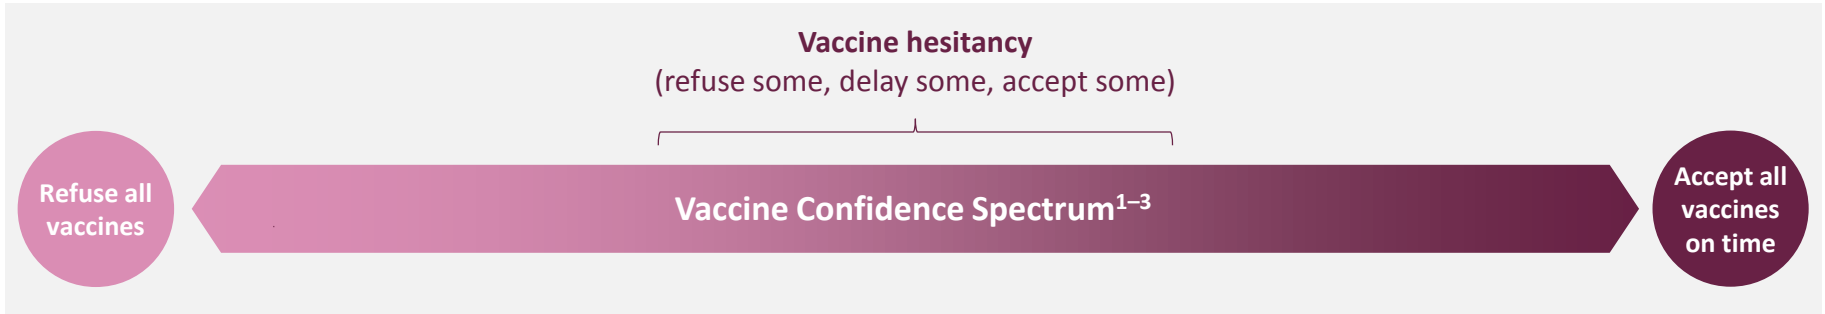 Vaccine hesitancy
(refuse some, delay some, accept some)
Refuse all
vaccines
Vaccine Confidence Spectrum¹⁻³
Accept all
vaccines
on time